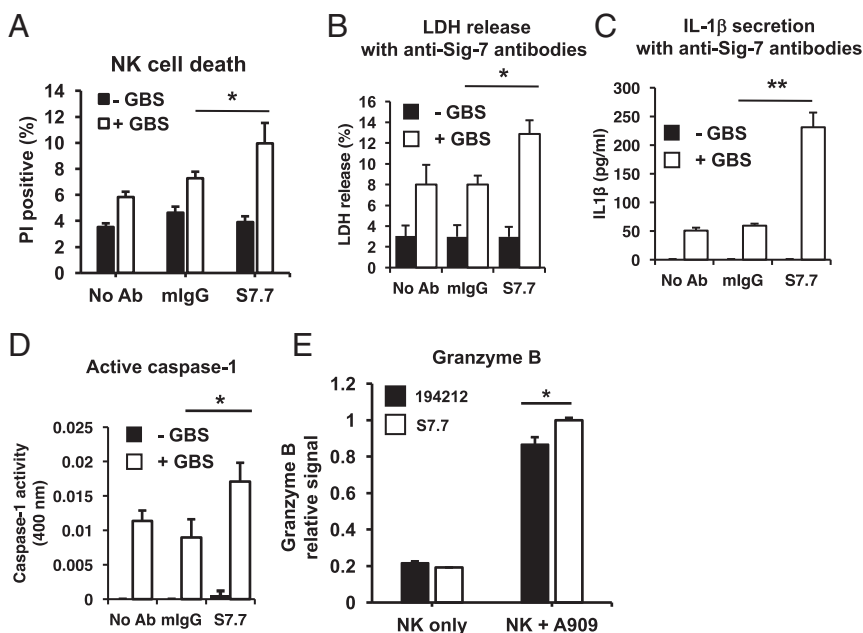 A
NK cell death
PI positive (%)
14
12
10
8
6
4
2
0
- GBS
+ GBS
*
No Ab mIgG S7.7
B
LDH release
with anti-Sig-7 antibodies
LDH release (%)
16
14
12
10
8
6
4
2
0
- GBS
+ GBS
*
No Ab mIgG S7.7
C
IL-1β secretion
with anti-Sig-7 antibodies
IL1β (pg/ml)
300
250
200
150
100
50
0
- GBS
+ GBS
**
No Ab mIgG S7.7
D
Active caspase-1
Caspase-1 activity
(400 nm)
0.025
0.02
0.015
0.01
0.005
0
- GBS
+ GBS
*
No Ab mIgG S7.7
E
Granzyme B
Granzyme B
relative signal
1.2
1
0.8
0.6
0.4
0.2
0
194212
S7.7
*
NK only NK + A909